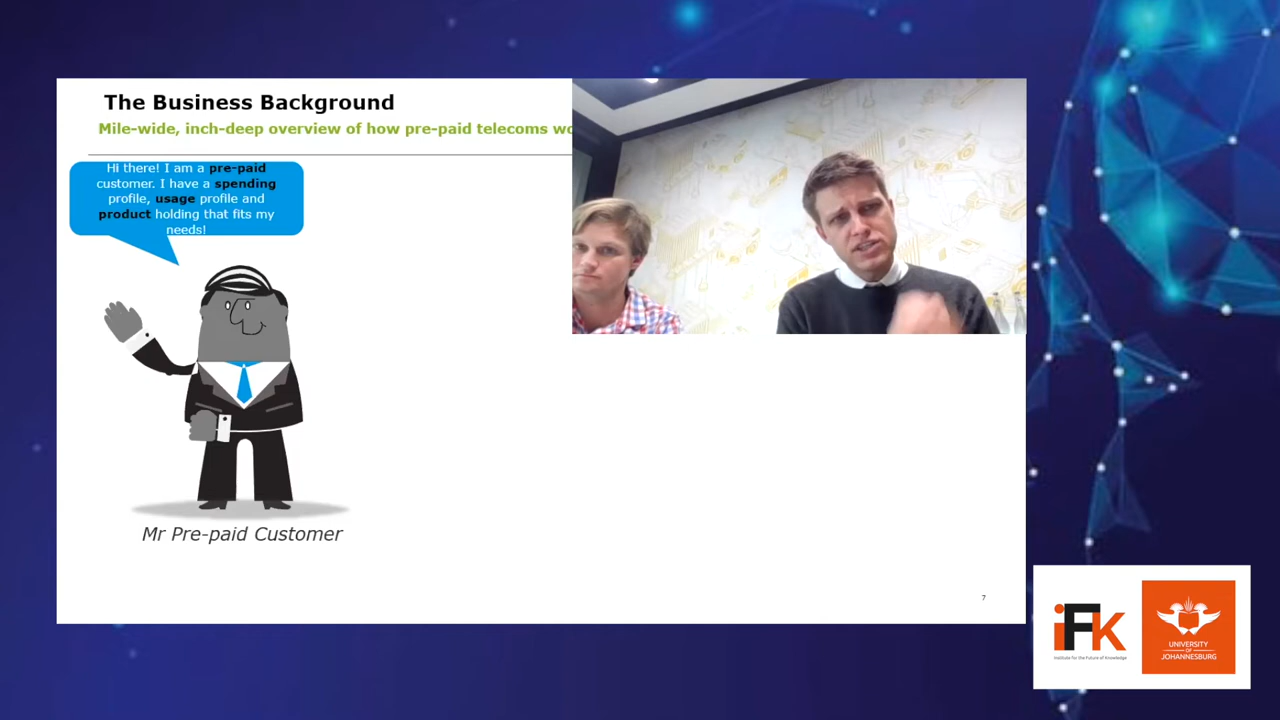 The Business Background
Mile-wide, inch-deep overview of how pre-paid telecoms wo
Hi there! I am a pre-paid
customer. I have a spending
profile, usage profile and
product holding that fits my
needs!
Mr Pre-paid Customer
7
iFK
Institute for the Future of Knowledge
UNIVERSITY
OF
JOHANNESBURG